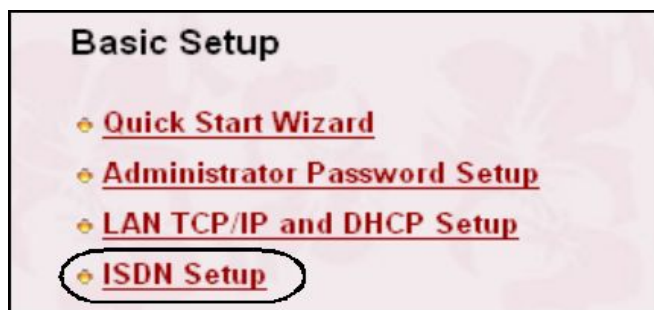 Basic Setup
Quick Start Wizard
Administrator Password Setup
LAN TCP/IP and DHCP Setup
ISDN Setup